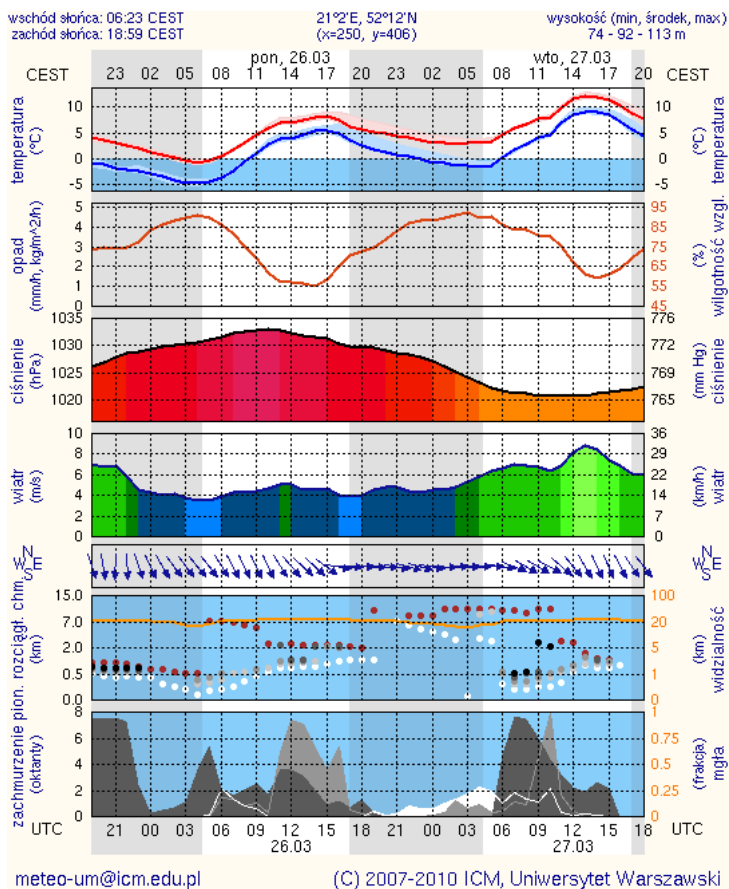 wschód słońca: 06:23 CEST 21º2'E, 52º12'N wysokość (min, środek, max)
zachód słońca: 18:59 CEST (x=250, y=406) 74 - 92 - 113 m
pon, 26.03 wto, 27.03
CEST 23 02 05 08 11 14 17 20 23 02 05 08 11 14 17 20 CEST
temperatura
(ºC)
10
5
0
-5
10
5
0
-5
(ºC)
temperatura
opad
(mm/h, kg/m^2/h)
5
4
3
2
1
0
95
85
75
65
55
45
(%)
wilgotność wzgl.
ciśnienie
(hPa)
1035
1030
1025
1020
776
772
769
765
(mm Hg)
ciśnienie
wiatr
(m/s)
10
8
6
4
2
0
36
29
22
14
7
0
(km/h)
wiatr
N
W E
S
N
W E
S
pion. rozciągł. chm.
(km)
15.0
7.0
2.0
0.5
0.0
100
20
5
1
0
(km)
widzialność
zachmurzenie
(oktanty)
8
6
4
2
0
1
0.75
0.5
0.25
0
(frakcja)
mgła
UTC 21 00 03 06 09 12 15 18 21 00 03 06 09 12 15 18 UTC
26.03 27.03
meteo-um@icm.edu.pl (C) 2007-2010 ICM, Uniwersytet Warszawski